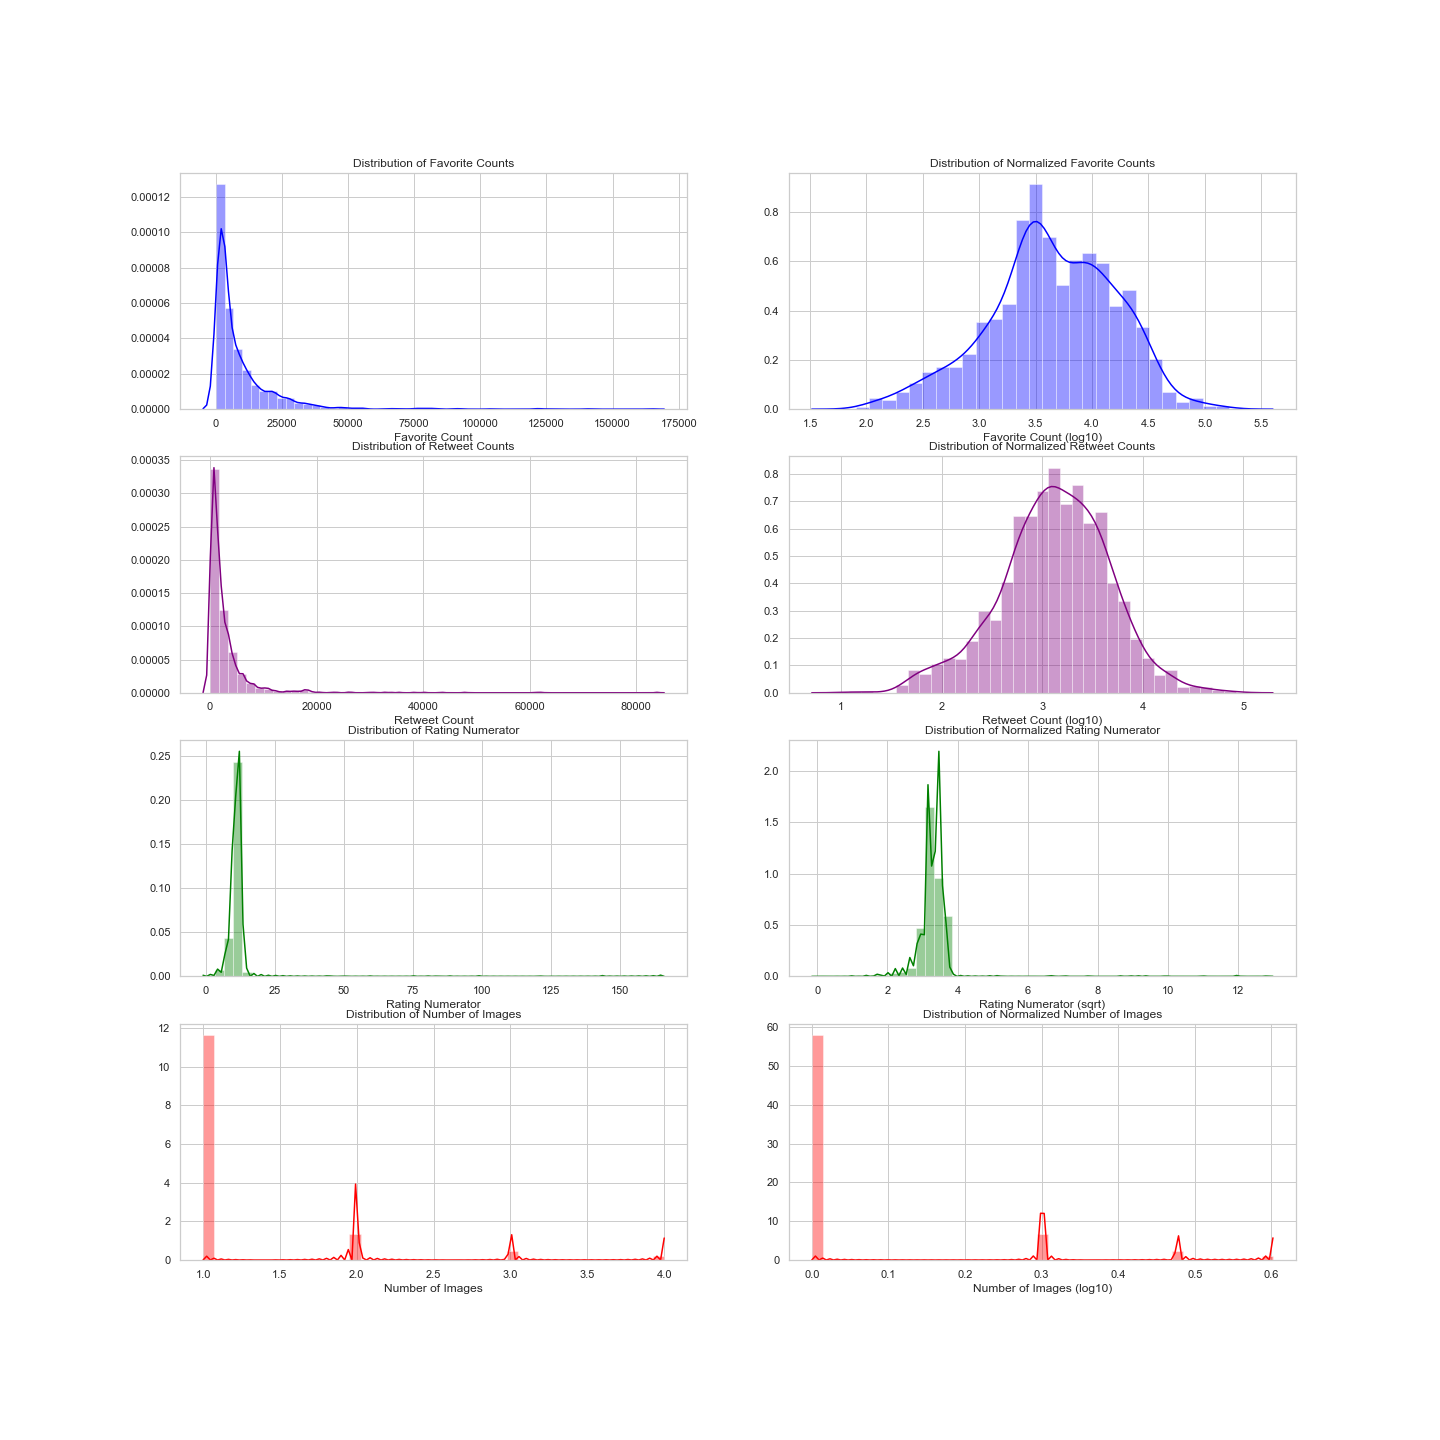 Distribution of Favorite Counts
0.00012
0.00010
0.00008
0.00006
0.00004
0.00002
0.00000
0 25000 50000 75000 100000 125000 150000 175000
Favorite Count
Distribution of Normalized Favorite Counts
0.8
0.6
0.4
0.2
0.0
1.5 2.0 2.5 3.0 3.5 4.0 4.5 5.0 5.5
Favorite Count (log10)
Distribution of Retweet Counts
0.00035
0.00030
0.00025
0.00020
0.00015
0.00010
0.00005
0.00000
0 20000 40000 60000 80000
Retweet Count
Distribution of Normalized Retweet Counts
0.8
0.7
0.6
0.5
0.4
0.3
0.2
0.1
0.0
1 2 3 4 5
Retweet Count (log10)
Distribution of Rating Numerator
0.25
0.20
0.15
0.10
0.05
0.00
0 25 50 75 100 125 150
Rating Numerator
Distribution of Normalized Rating Numerator
2.0
1.5
1.0
0.5
0.0
0 2 4 6 8 10 12
Rating Numerator (sqrt)
Distribution of Number of Images
12
10
8
6
4
2
0
1.0 1.5 2.0 2.5 3.0 3.5 4.0
Number of Images
Distribution of Normalized Number of Images
60
50
40
30
20
10
0
0.0 0.1 0.2 0.3 0.4 0.5 0.6
Number of Images (log10)